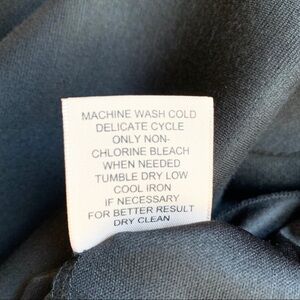 MACHINE WASH COLD
DELICATE CYCLE
ONLY NON-
CHLORINE BLEACH
WHEN NEEDED
TUMBLE DRY LOW
COOL IRON
IF NECESSARY
FOR BETTER RESULT
DRY CLEAN